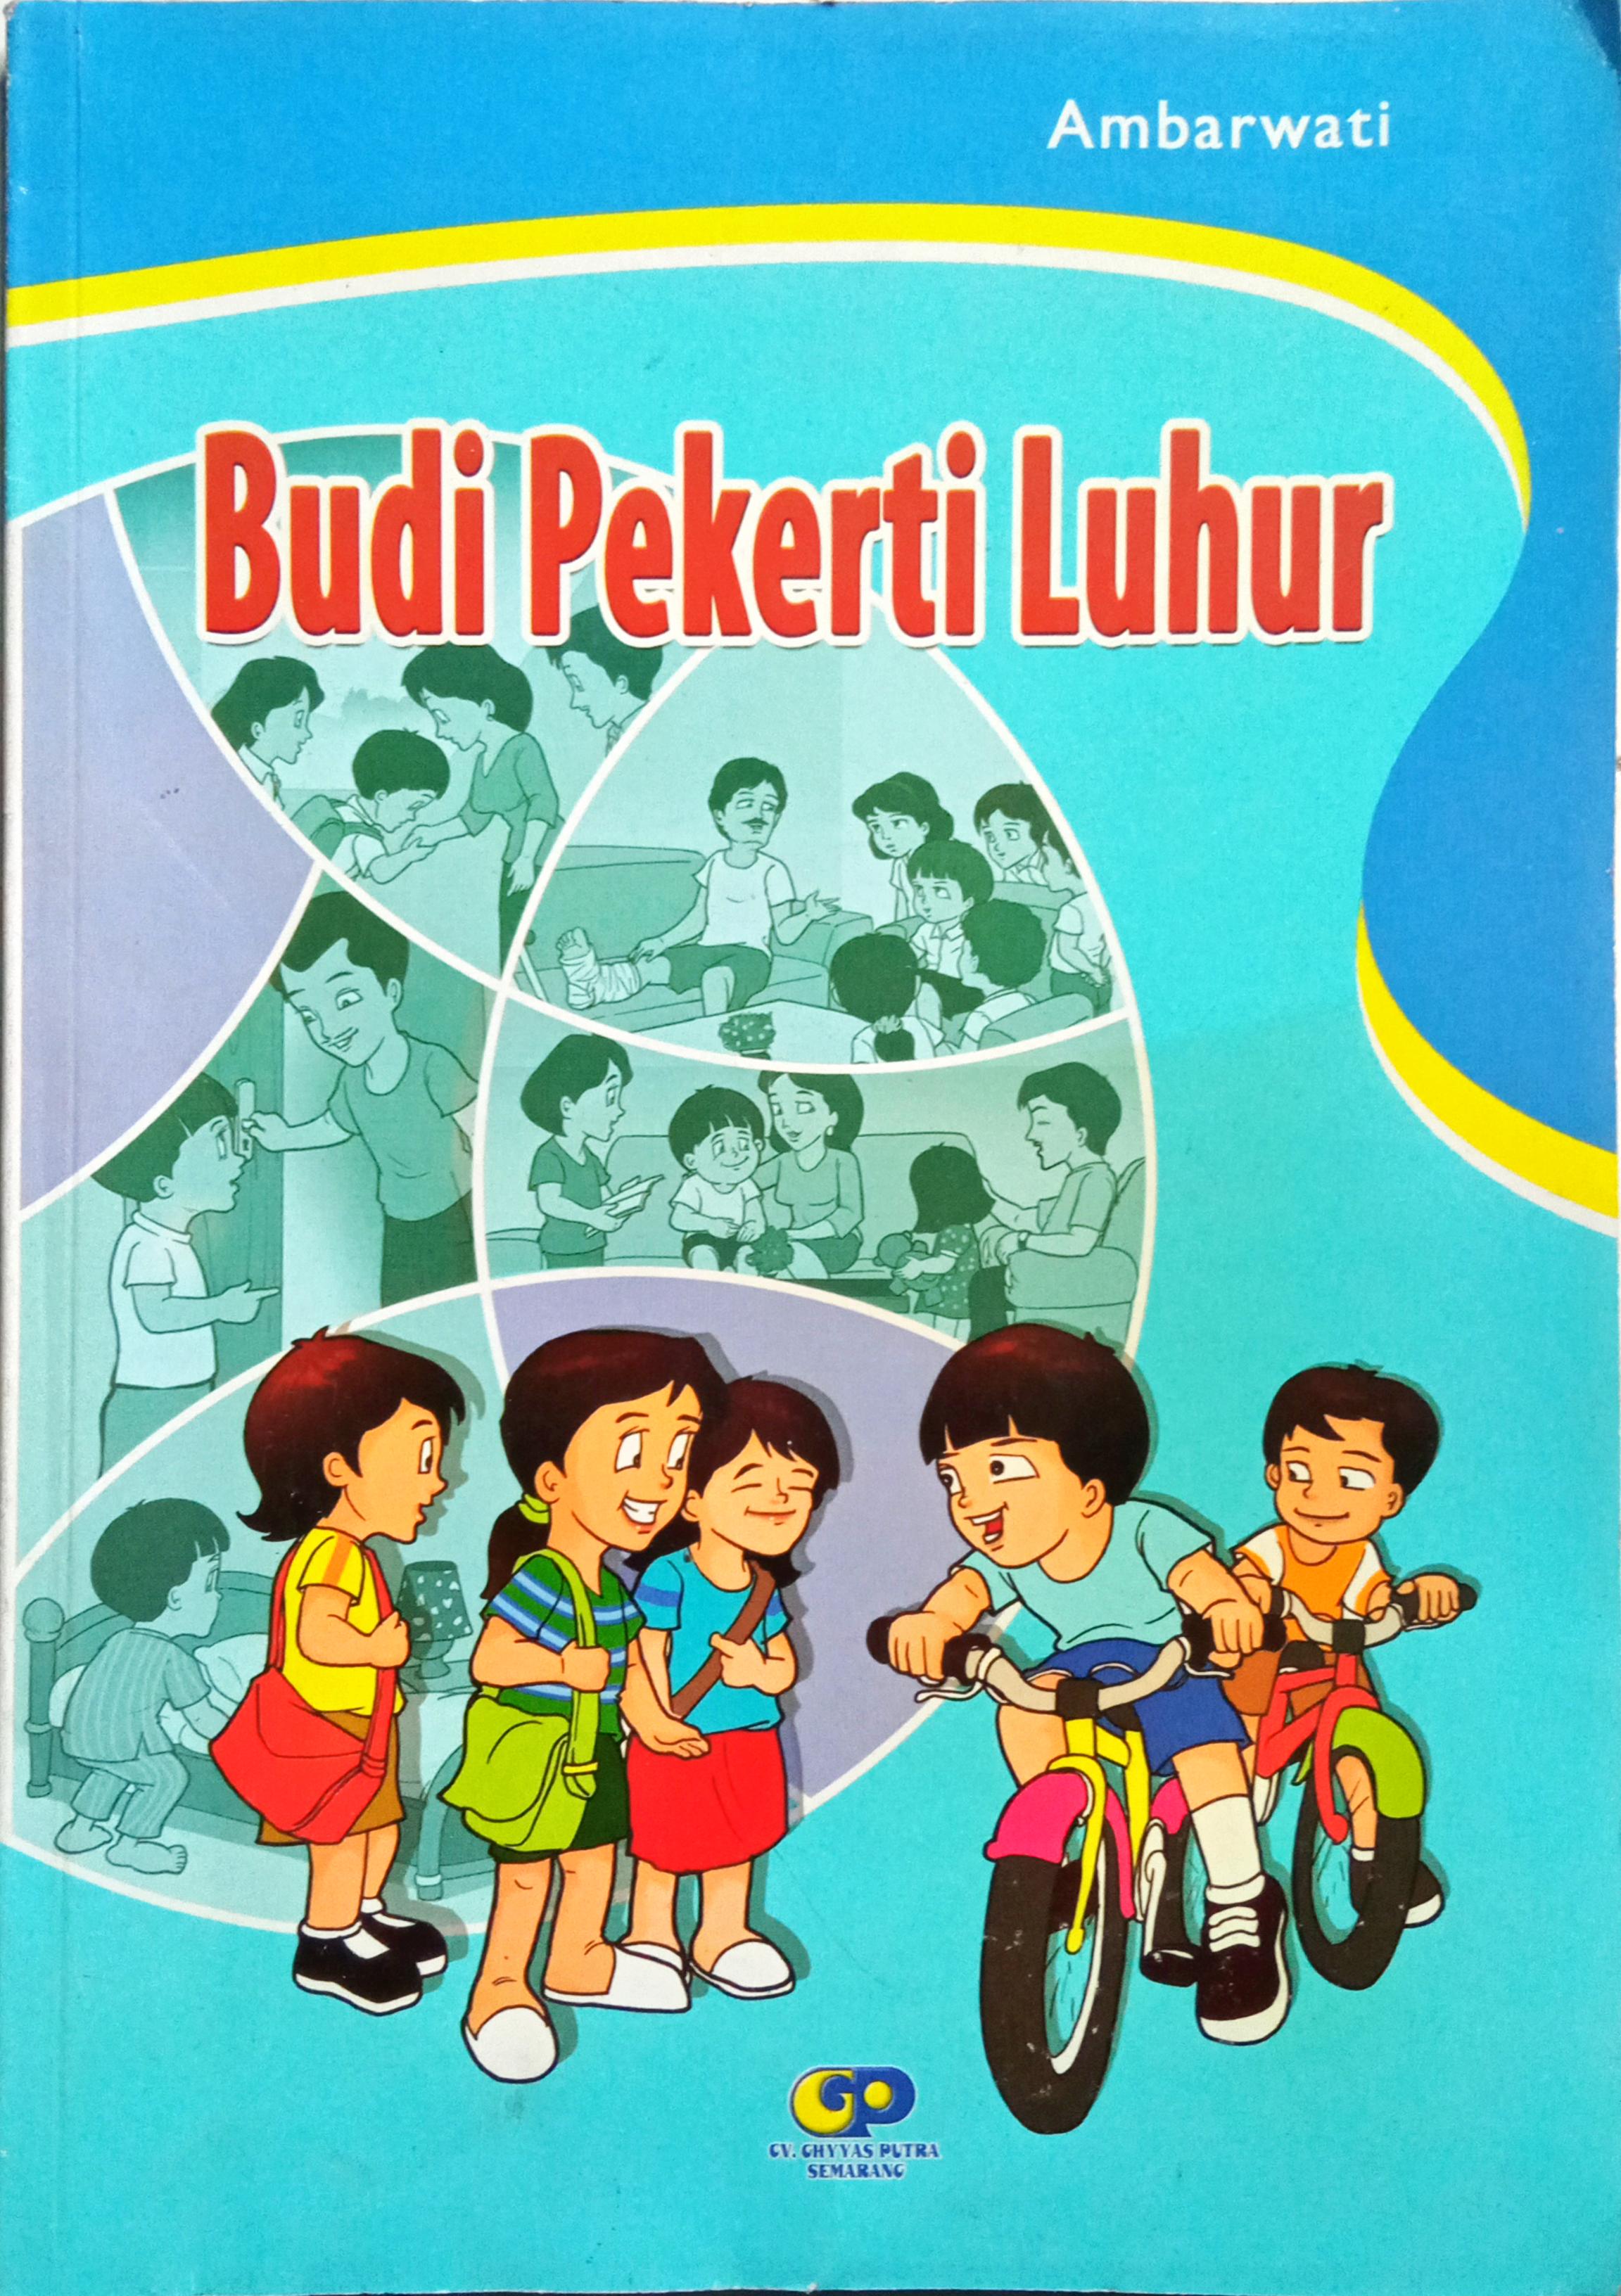 Ambarwati
Budi Pekerti Luhur
GP
CV. GHYYAS PUTRA
SEMARANG